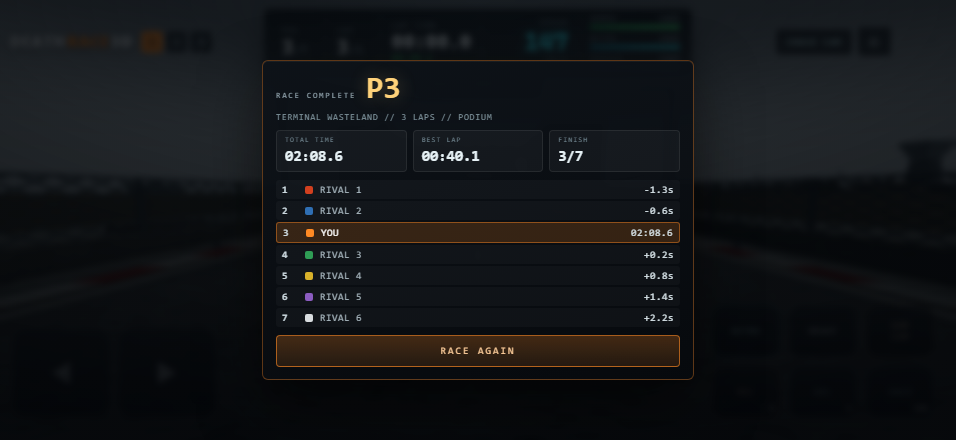 RACE COMPLETE P3
TERMINAL WASTELAND // 3 LAPS // PODIUM
TOTAL TIME BEST LAP FINISH
02:08.6 00:40.1 3/7
1 RIVAL 1 -1.3s
2 RIVAL 2 -0.6s
3 YOU 02:08.6
4 RIVAL 3 +0.2s
5 RIVAL 4 +0.8s
6 RIVAL 5 +1.4s
7 RIVAL 6 +2.2s
RACE AGAIN